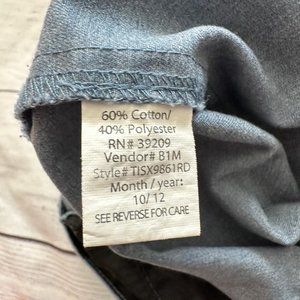 60% Cotton/
40% Polyester
RN# 39209
Vendor# B1M
Style# TISX9861RD
Month / year:
10/ 12
SEE REVERSE FOR CARE